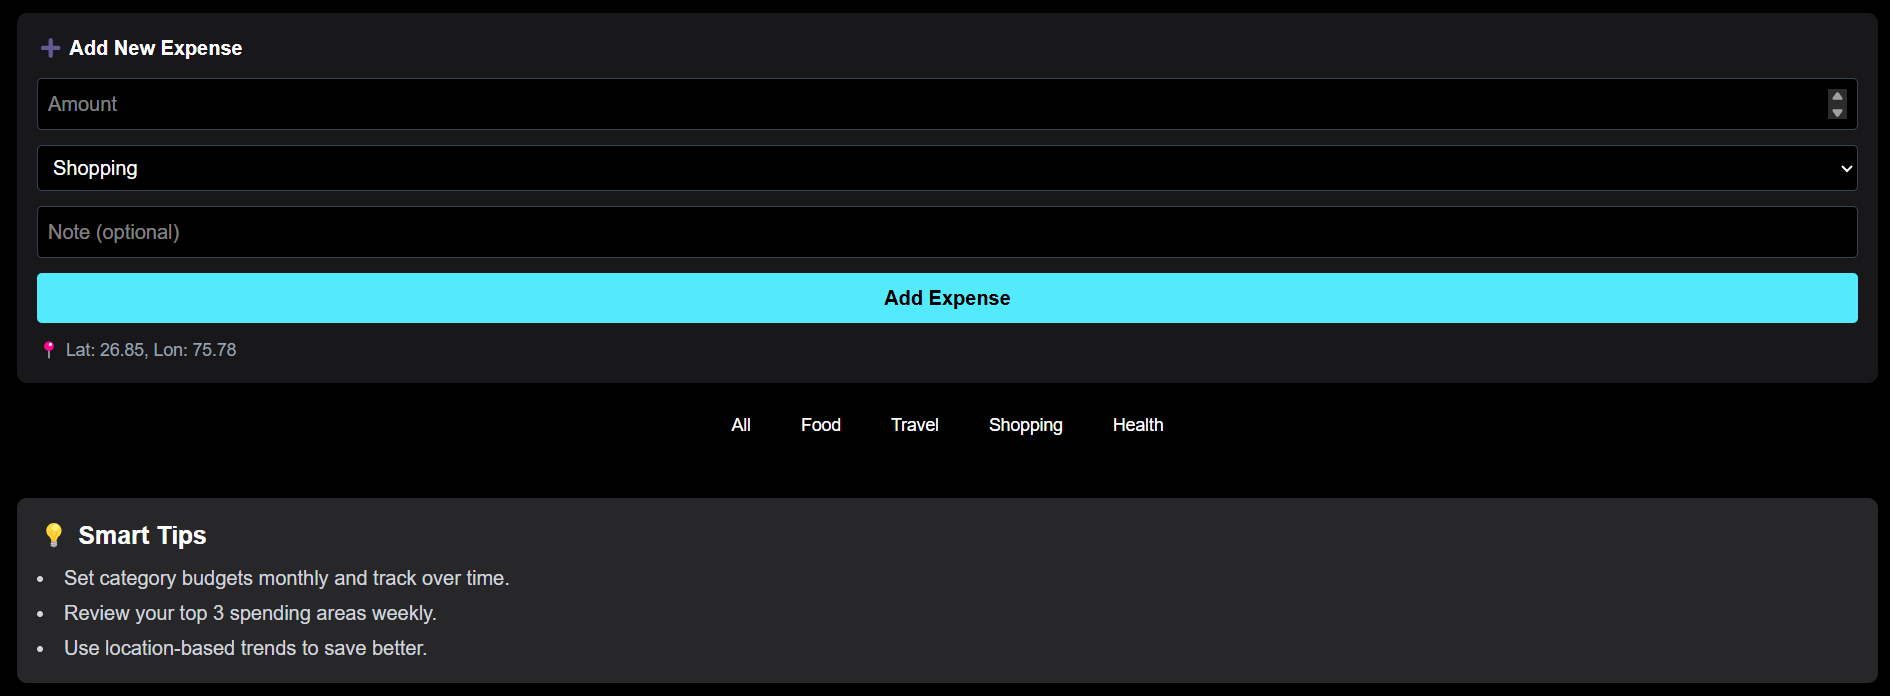 Add New Expense
Amount
Shopping
Note (optional)
Add Expense
Lat: 26.85, Lon: 75.78
All Food Travel Shopping Health
Smart Tips
Set category budgets monthly and track over time.
Review your top 3 spending areas weekly.
Use location-based trends to save better.